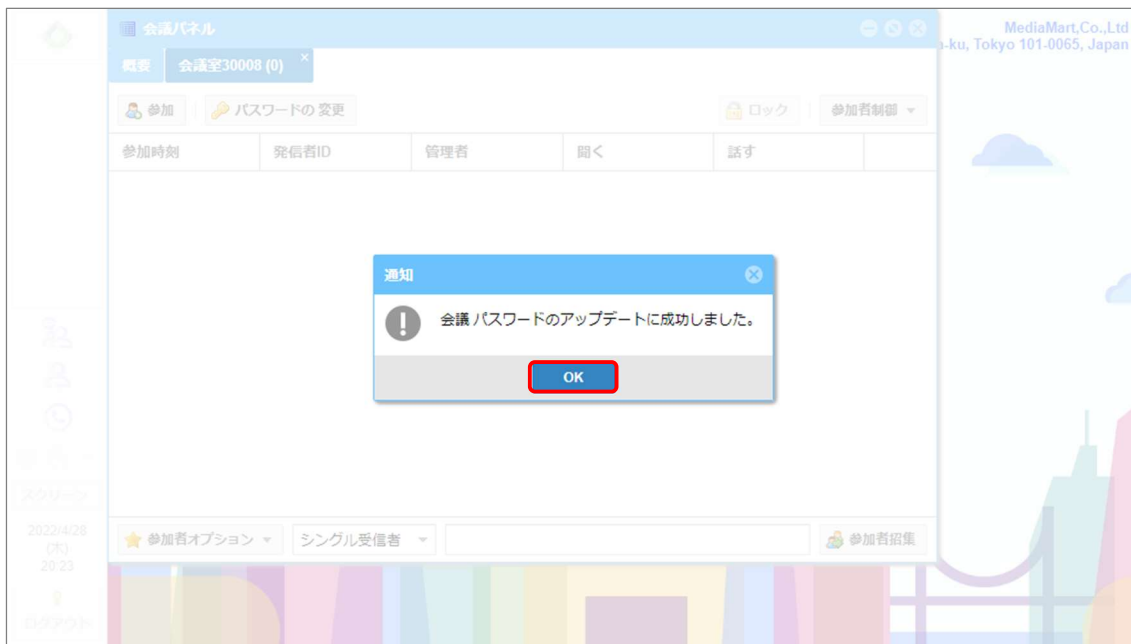 会議パネル
MediaMart,Co.,Ltd
-ku, Tokyo 101-0065, Japan
概要 会議室30008 (0)
参加 パスワードの 変更 ロック 参加者制御
参加時刻 発信者ID 管理者 聞く 話す
通知
会議 パスワードのアップデートに成功しました。
OK
スクリーン
2022/4/28
(木)
20:23
参加者オプション シングル受信者 参加者招集
ログアウト